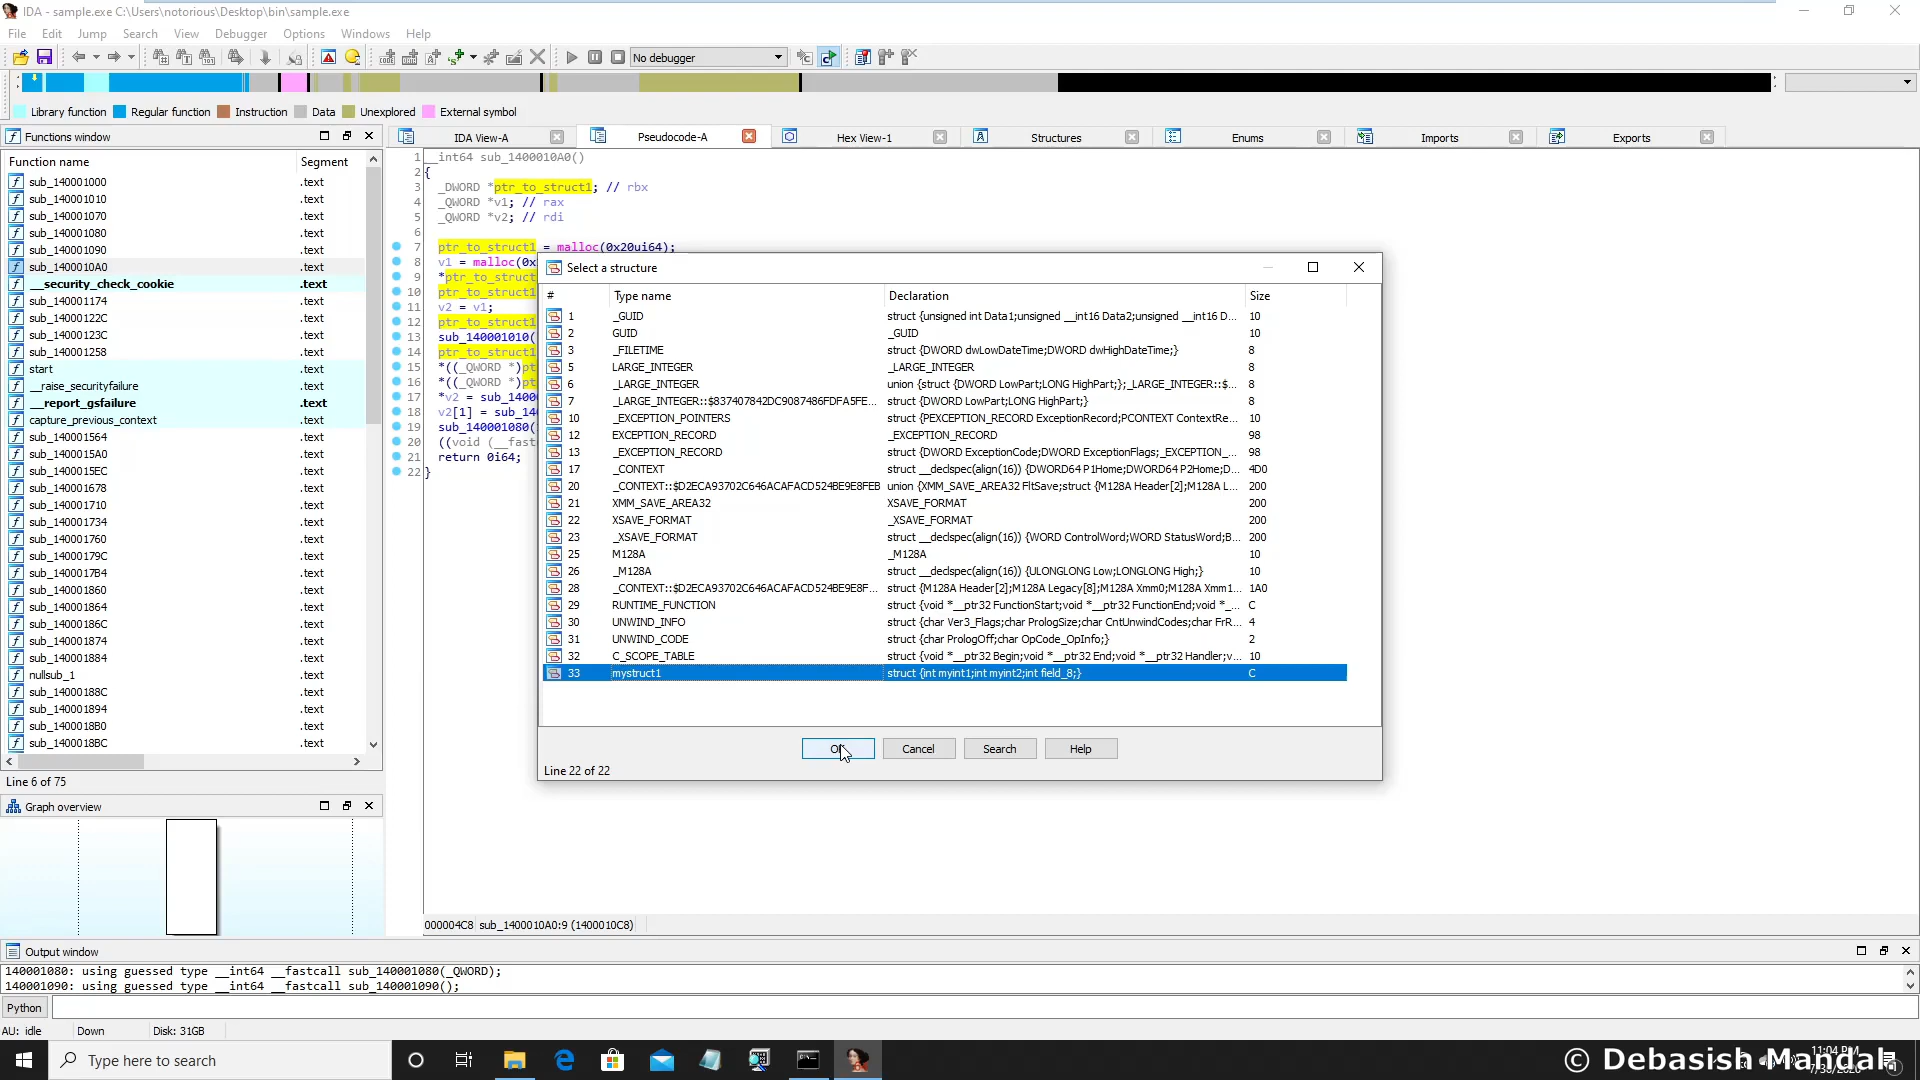 IDA - sample.exe C:\Users\notorious\Desktop\bin\sample.exe
File Edit Jump Search View Debugger Options Windows Help
No debugger
Library function Regular function Instruction Data Unexplored External symbol
Functions window
Function name Segment
sub_140001000 .text
sub_140001010 .text
sub_140001070 .text
sub_140001080 .text
sub_140001090 .text
sub_1400010A0 .text
__security_check_cookie .text
sub_140001174 .text
sub_14000122C .text
sub_14000123C .text
sub_140001258 .text
start .text
__raise_securityfailure .text
__report_gsfailure .text
capture_previous_context .text
sub_140001564 .text
sub_1400015A0 .text
sub_1400015EC .text
sub_140001678 .text
sub_140001710 .text
sub_140001734 .text
sub_140001760 .text
sub_14000179C .text
sub_1400017B4 .text
sub_140001860 .text
sub_140001864 .text
sub_14000186C .text
sub_140001874 .text
sub_140001884 .text
nullsub_1 .text
sub_14000188C .text
sub_140001894 .text
sub_1400018B0 .text
sub_1400018BC .text
Line 6 of 75
Graph overview
IDA View-A Pseudocode-A Hex View-1 Structures Enums Imports Exports
1 __int64 sub_1400010A0()
2 {
3 _DWORD *ptr_to_struct1; // rbx
4 _QWORD *v1; // rax
5 _QWORD *v2; // rdi
6
7 ptr_to_struct1 = malloc(0x20ui64);
8 v1 = malloc(0x
9 *ptr_to_struct
10 ptr_to_struct1
11 v2 = v1;
12 ptr_to_struct1
13 sub_140001010(
14 ptr_to_struct1
15 *((_QWORD *)pt
16 *((_QWORD *)pt
17 *v2 = sub_1400
18 v2[1] = sub_14
19 sub_140001080(
20 ((void (__fast
21 return 0i64;
22 }
Select a structure
# Type name Declaration Size
1 _GUID struct {unsigned int Data1;unsigned __int16 Data2;unsigned __int16 D... 10
2 GUID _GUID 10
3 _FILETIME struct {DWORD dwLowDateTime;DWORD dwHighDateTime;} 8
5 LARGE_INTEGER _LARGE_INTEGER 8
6 _LARGE_INTEGER union {struct {DWORD LowPart;LONG HighPart;};_LARGE_INTEGER::$... 8
7 _LARGE_INTEGER::$837407842DC9087486FDFA5FE... struct {DWORD LowPart;LONG HighPart;} 8
10 _EXCEPTION_POINTERS struct {PEXCEPTION_RECORD ExceptionRecord;PCONTEXT ContextRe... 10
12 EXCEPTION_RECORD _EXCEPTION_RECORD 98
13 _EXCEPTION_RECORD struct {DWORD ExceptionCode;DWORD ExceptionFlags;_EXCEPTION_... 98
17 _CONTEXT struct __declspec(align(16)) {DWORD64 P1Home;DWORD64 P2Home;D... 4D0
20 _CONTEXT::$D2ECA93702C646ACAFACD524BE9E8FEB union {XMM_SAVE_AREA32 FltSave;struct {M128A Header[2];M128A L... 200
21 XMM_SAVE_AREA32 XSAVE_FORMAT 200
22 XSAVE_FORMAT _XSAVE_FORMAT 200
23 _XSAVE_FORMAT struct __declspec(align(16)) {WORD ControlWord;WORD StatusWord;B... 200
25 M128A _M128A 10
26 _M128A struct __declspec(align(16)) {ULONGLONG Low;LONGLONG High;} 10
28 _CONTEXT::$D2ECA93702C646ACAFACD524BE9E8F... struct {M128A Header[2];M128A Legacy[8];M128A Xmm0;M128A Xmm1... 1A0
29 RUNTIME_FUNCTION struct {void *__ptr32 FunctionStart;void *__ptr32 FunctionEnd;void *_... C
30 UNWIND_INFO struct {char Ver3_Flags;char PrologSize;char CntUnwindCodes;char FrR... 4
31 UNWIND_CODE struct {char PrologOff;char OpCode_OpInfo;} 2
32 C_SCOPE_TABLE struct {void *__ptr32 Begin;void *__ptr32 End;void *__ptr32 Handler;v... 10
33 mystruct1 struct {int myint1;int myint2;int field_8;} C
OK Cancel Search Help
Line 22 of 22
000004C8 sub_1400010A0:9 (1400010C8)
Output window
140001080: using guessed type __int64 __fastcall sub_140001080(_QWORD);
140001090: using guessed type __int64 __fastcall sub_140001090();
Python
AU: idle Down Disk: 31GB
Type here to search
11:04 PM
© Debasish Mandal